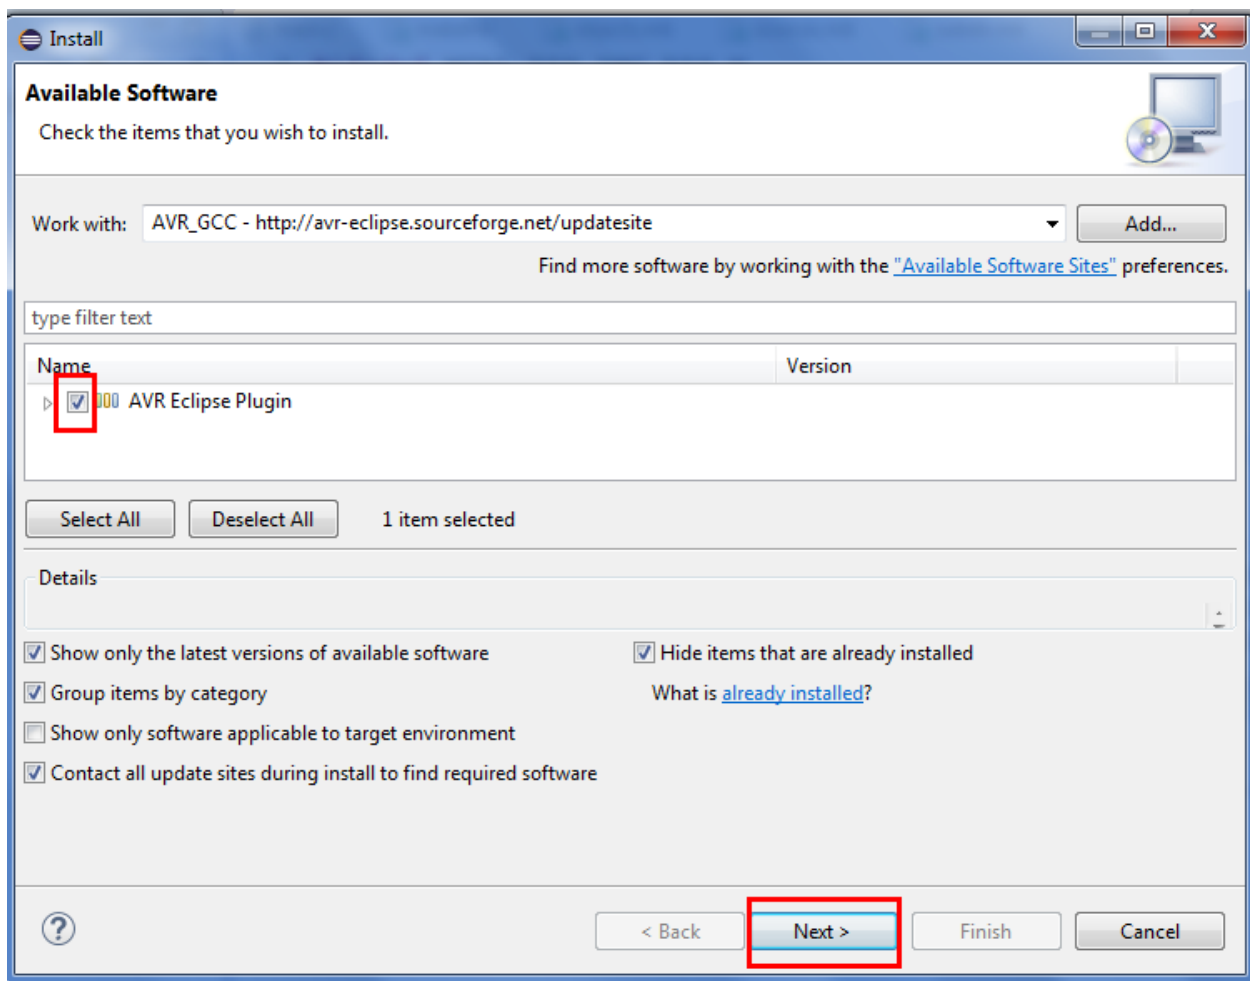 Install
Available Software
Check the items that you wish to install.
Work with: AVR_GCC - http://avr-eclipse.sourceforge.net/updatesite Add...
Find more software by working with the "Available Software Sites" preferences.
type filter text
Name Version
AVR Eclipse Plugin
Select All Deselect All 1 item selected
Details
Show only the latest versions of available software Hide items that are already installed
Group items by category What is already installed?
Show only software applicable to target environment
Contact all update sites during install to find required software
< Back Next > Finish Cancel